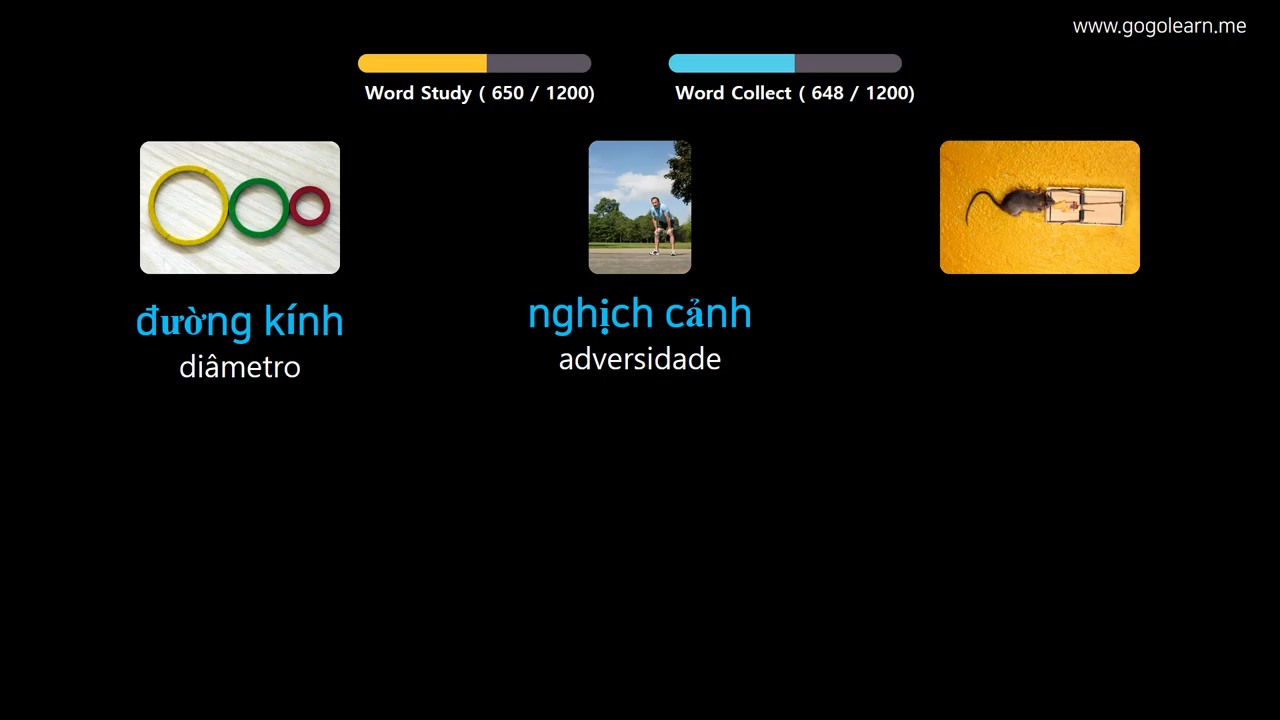 www.gogolearn.me
Word Study ( 650 / 1200)
Word Collect ( 648 / 1200)
đường kính
diâmetro
nghịch cảnh
adversidade